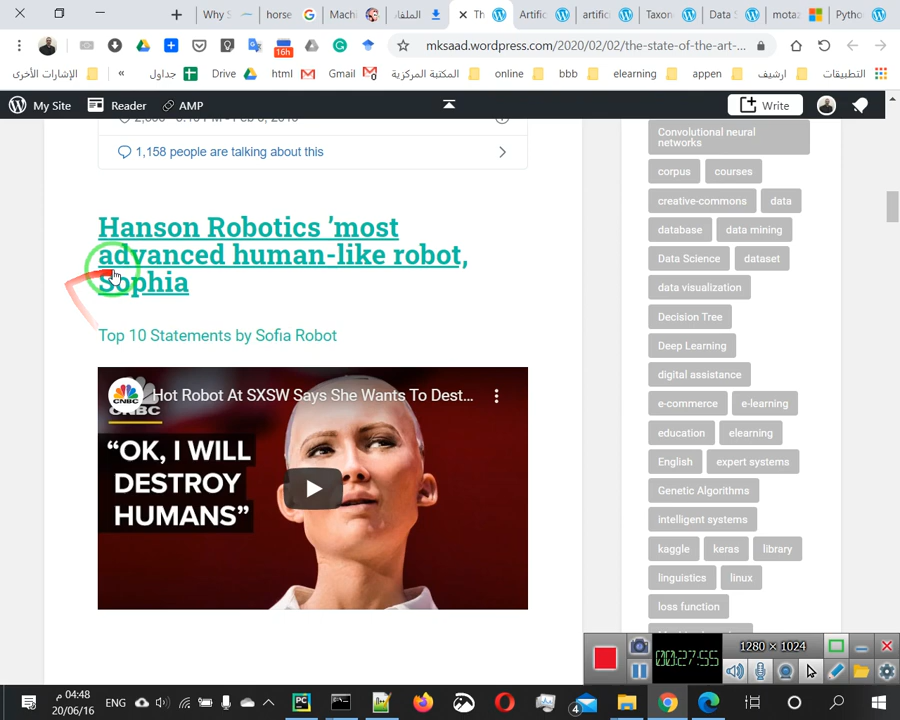 Why S
horse
Machi
الملفا
Th
Artific
artific
Taxon
Data S
motaz
Python
16h
mksaad.wordpress.com/2020/02/02/the-state-of-the-art-...
الإشارات الأخرى
»
جداول
Drive
html
Gmail
المكتبة المركزية
online
bbb
elearning
appen
ارشيف
التطبيقات
My Site
Reader
AMP
Write
1,158 people are talking about this
Hanson Robotics 'most
advanced human-like robot,
Sophia
Top 10 Statements by Sofia Robot
CNBC
Hot Robot At SXSW Says She Wants To Dest...
CNBC
“OK, I WILL
DESTROY
HUMANS”
Convolutional neural
networks
corpus
courses
creative-commons
data
database
data mining
Data Science
dataset
data visualization
Decision Tree
Deep Learning
digital assistance
e-commerce
e-learning
education
elearning
English
expert systems
Genetic Algorithms
intelligent systems
kaggle
keras
library
linguistics
linux
loss function
1280 × 1024
00:27:55
04:48 م
20/06/16
ENG
PC
4